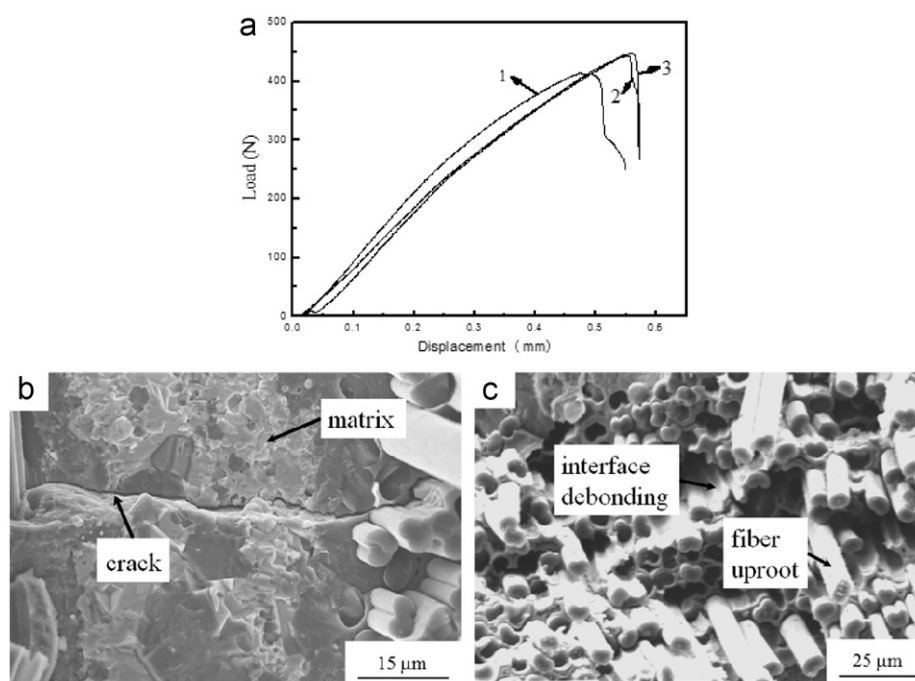 a
500
400
300
200
100
0
Load (N)
1
2
3
0.0 0.1 0.2 0.3 0.4 0.5 0.6
Displacement ( mm)
b
matrix
crack
15 μm
c
interface
debonding
fiber
uproot
25 μm